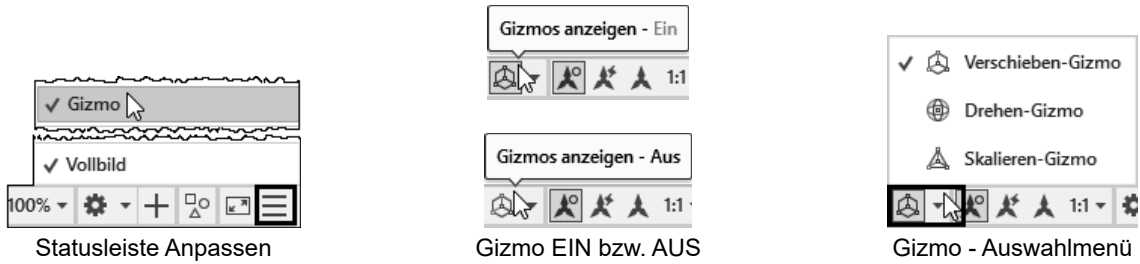 Gizmo
Vollbild
100%
Statusleiste Anpassen
Gizmos anzeigen - Ein
1:1
Gizmos anzeigen - Aus
1:1
Gizmo EIN bzw. AUS
Verschieben-Gizmo
Drehen-Gizmo
Skalieren-Gizmo
1:1
Gizmo - Auswahlmenü